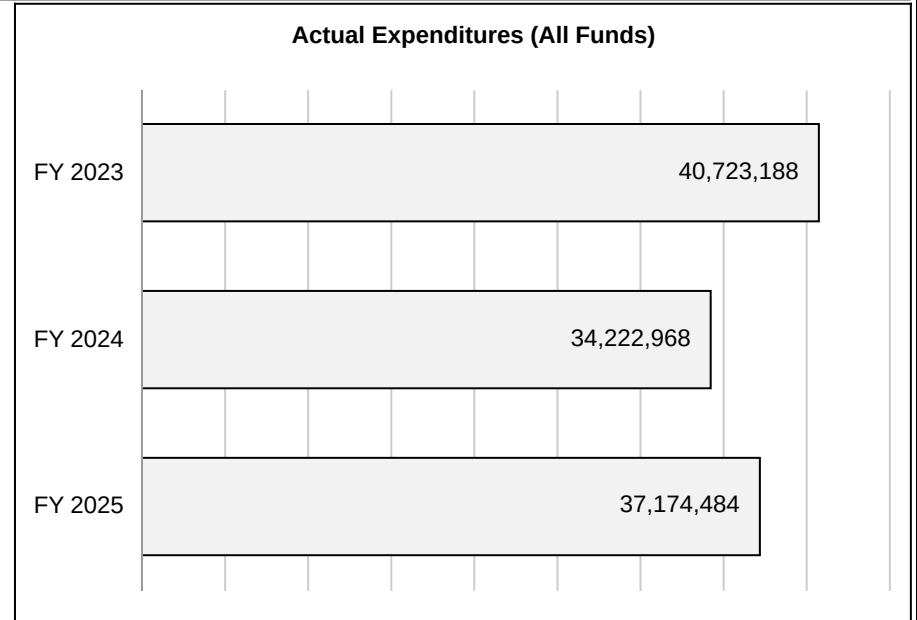 Actual Expenditures (All Funds)
FY 2023 40,723,188
FY 2024 34,222,968
FY 2025 37,174,484